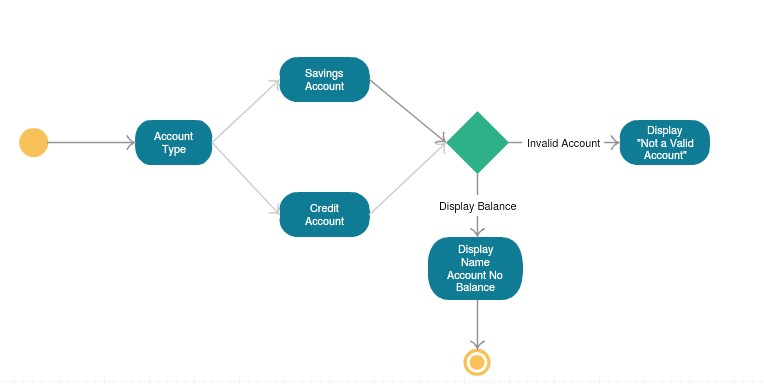 Savings
Account
Account
Type
Invalid Account
Display
"Not a Valid
Account"
Credit
Account
Display Balance
Display
Name
Account No
Balance